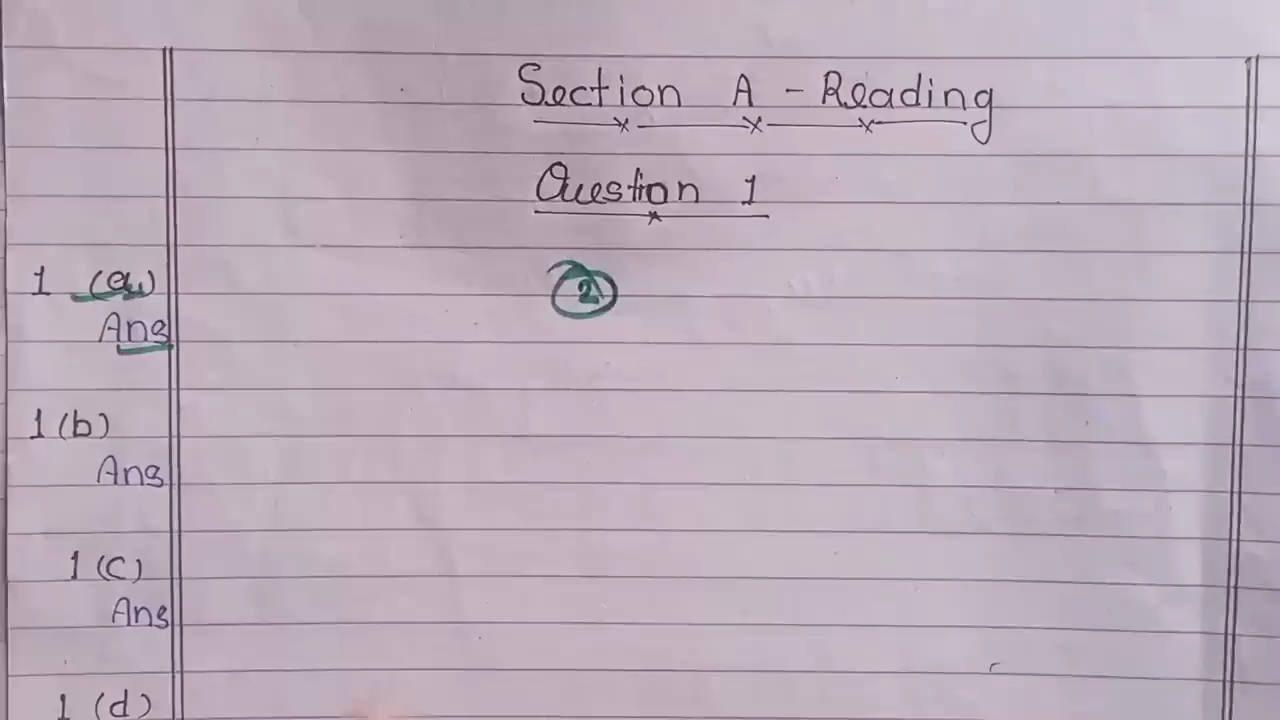 Section A - Reading
Question 1
1 (a)
2
Ans
1(b)
Ans
1 (c)
Ans
1 (d)